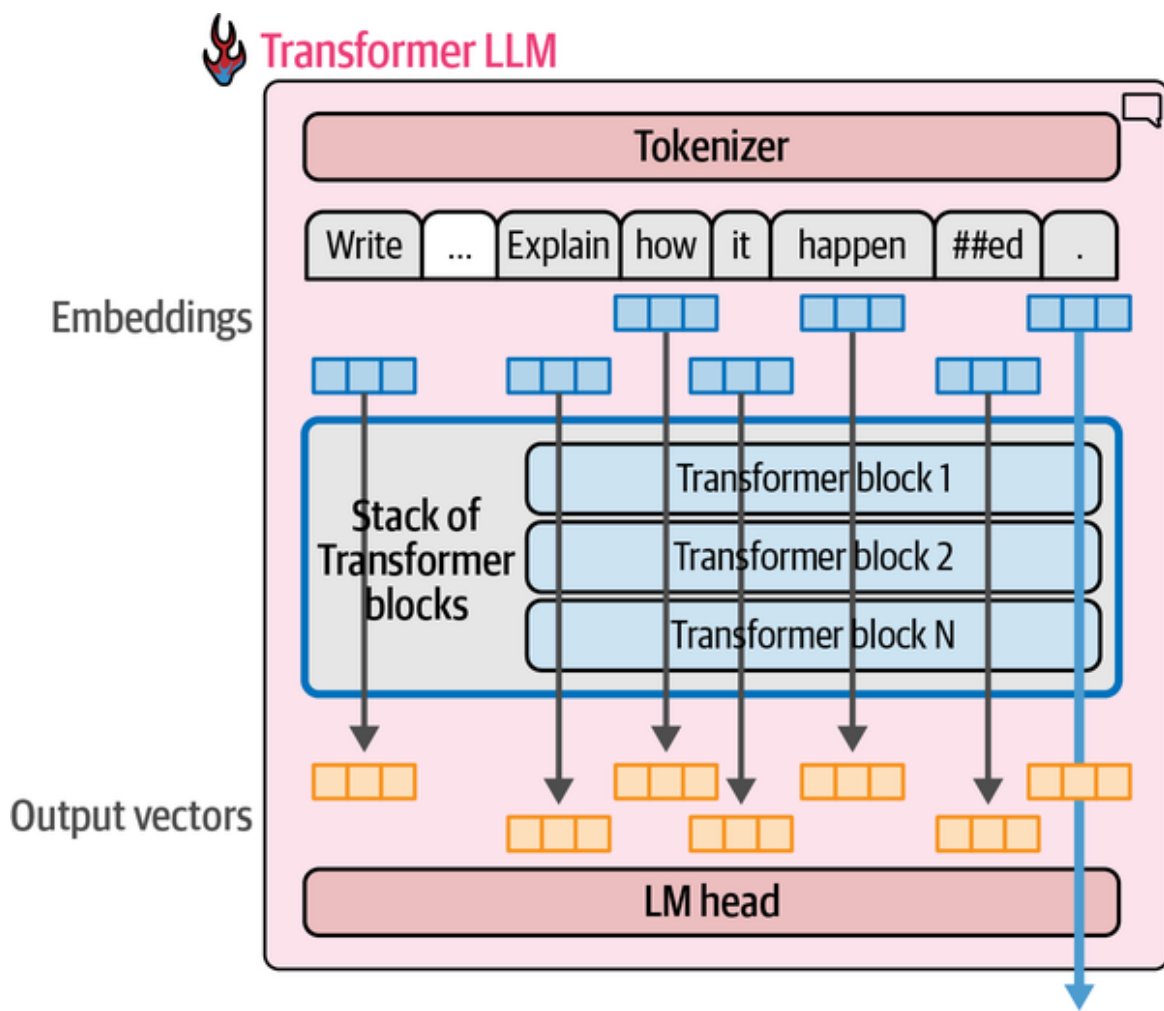 Transformer LLM
Tokenizer
Write ... Explain how it happen ##ed .
Embeddings
Stack of
Transformer
blocks
Transformer block 1
Transformer block 2
Transformer block N
Output vectors
LM head